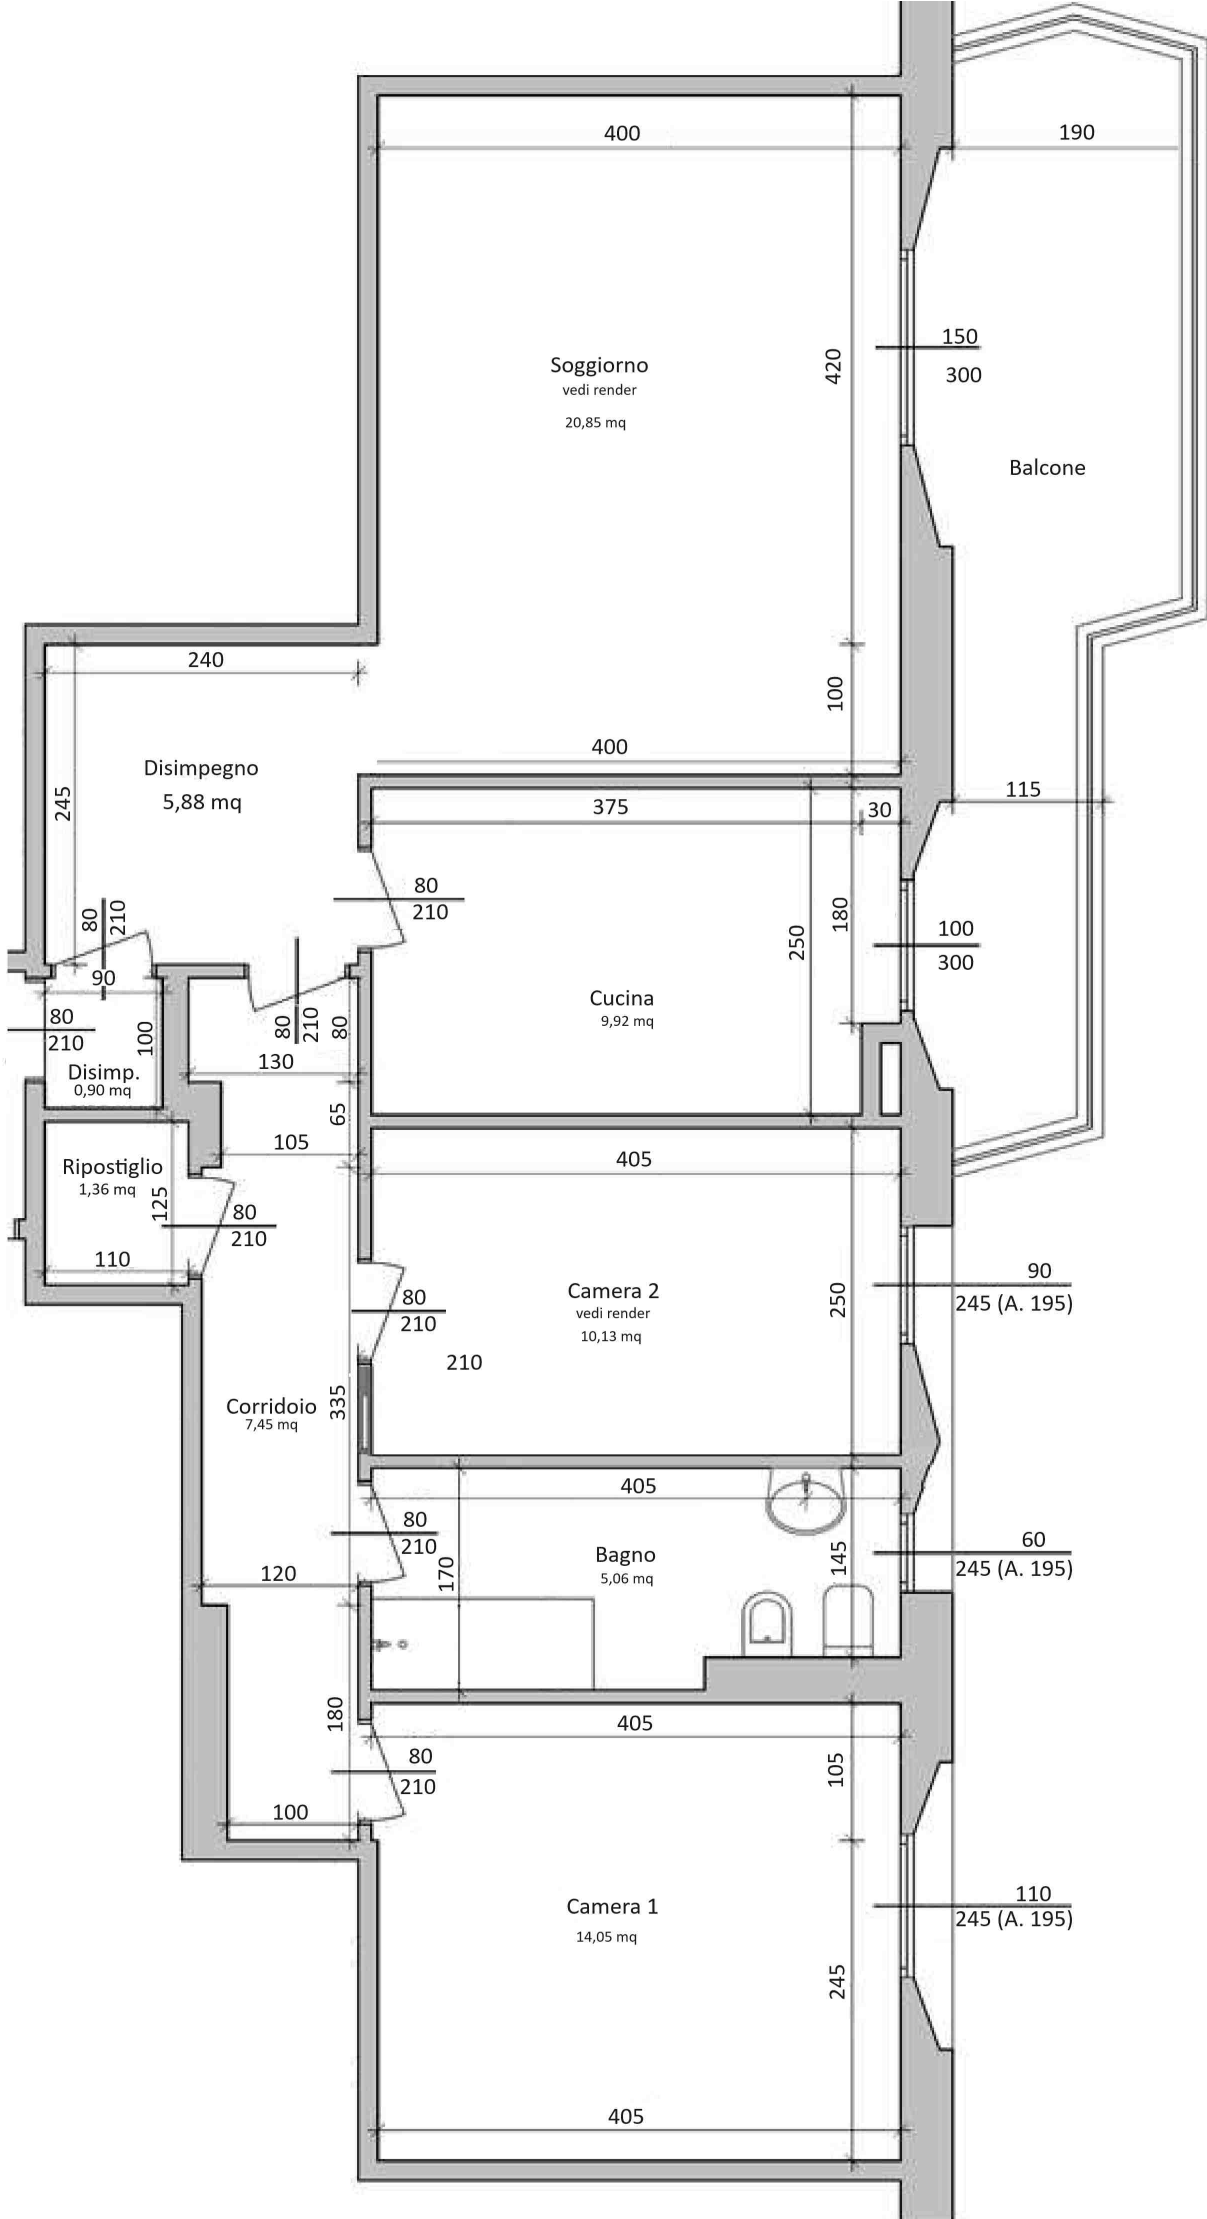 400
190
150
300
Soggiorno
vedi render
20,85 mq
420
Balcone
240
100
400
Disimpegno
5,88 mq
245
115
375
30
80
210
80
210
180
250
100
300
90
Cucina
9,92 mq
80
210
100
80
210
80
Disimp.
0,90 mq
130
65
105
405
Ripostiglio
1,36 mq
125
80
210
110
90
245 (A. 195)
Camera 2
vedi render
10,13 mq
250
80
210
210
Corridoio
7,45 mq
335
405
80
210
60
245 (A. 195)
Bagno
5,06 mq
145
170
120
180
405
80
210
105
100
110
245 (A. 195)
Camera 1
14,05 mq
245
405